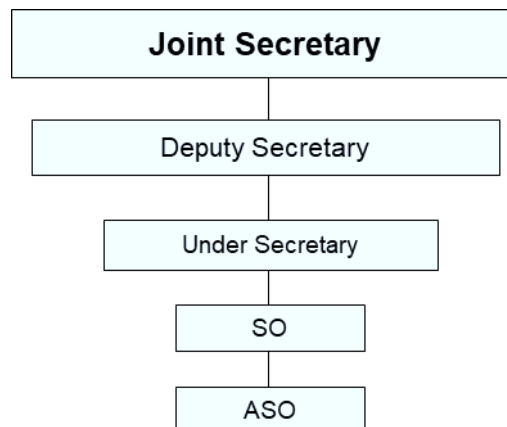 Joint Secretary
Deputy Secretary
Under Secretary
SO
ASO